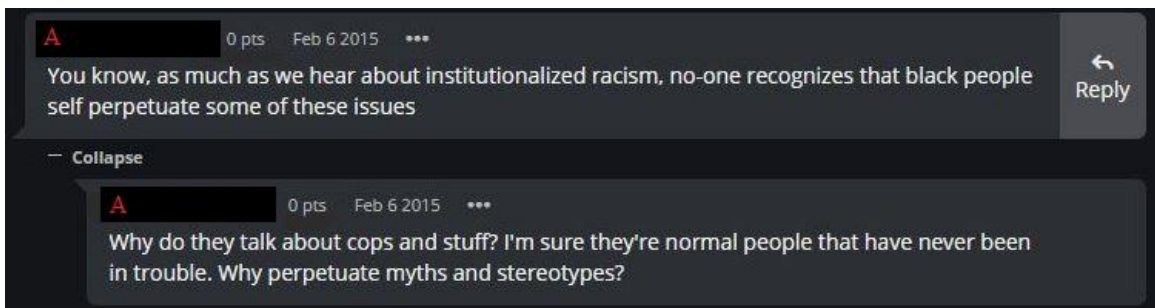 A 0 pts Feb 6 2015 •••
You know, as much as we hear about institutionalized racism, no-one recognizes that black people
self perpetuate some of these issues
Reply
— Collapse
A 0 pts Feb 6 2015 •••
Why do they talk about cops and stuff? I'm sure they're normal people that have never been
in trouble. Why perpetuate myths and stereotypes?